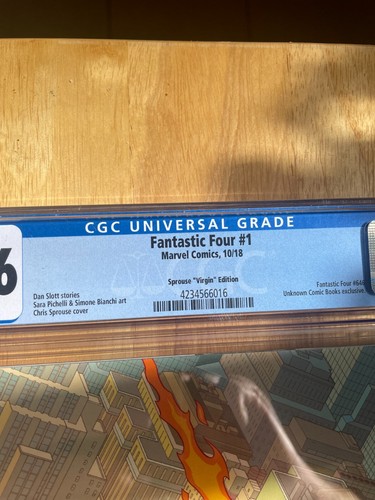 CGC UNIVERSAL GRADE
Fantastic Four #1
Marvel Comics, 10/18
6
Sprouse "Virgin" Edition
4234566016
Dan Slott stories
Sara Pichelli & Simone Bianchi art
Chris Sprouse cover
Fantastic Four #646
Unknown Comic Books exclusive